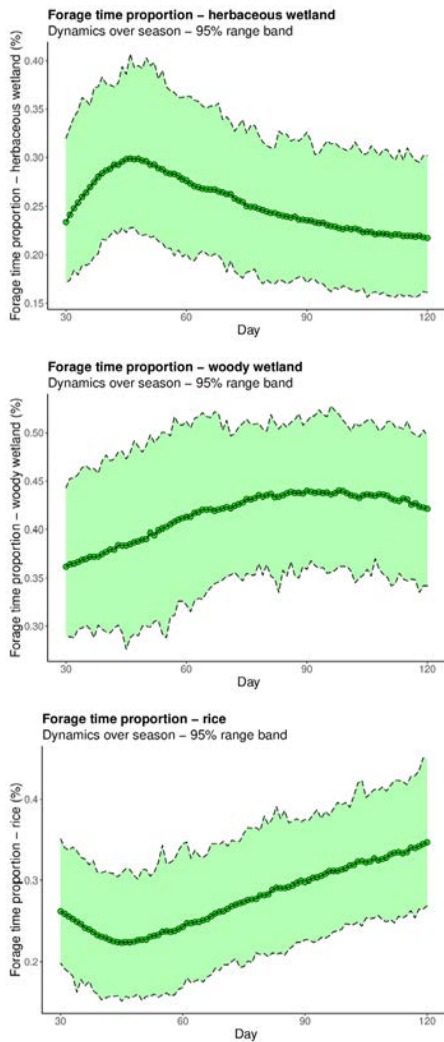 Forage time proportion – herbaceous wetland
Dynamics over season – 95% range band
Forage time proportion – herbaceous wetland (%)
0.40
0.35
0.30
0.25
0.20
0.15
30
60
90
120
Day
Forage time proportion – woody wetland
Dynamics over season – 95% range band
Forage time proportion – woody wetland (%)
0.50
0.45
0.40
0.35
0.30
30
60
90
120
Day
Forage time proportion – rice
Dynamics over season – 95% range band
Forage time proportion – rice (%)
0.4
0.3
0.2
30
60
90
120
Day